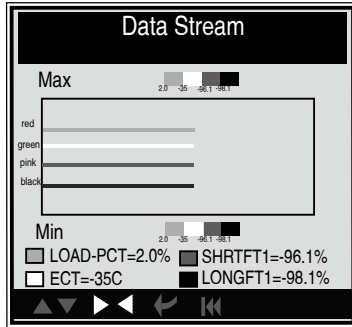 Data Stream
Max
2.0 -35 -96.1 -98.1
red
green
pink
black
Min
2.0 -35 -96.1 -98.1
LOAD-PCT=2.0% SHRTFT1=-96.1%
ECT=-35C LONGFT1=-98.1%